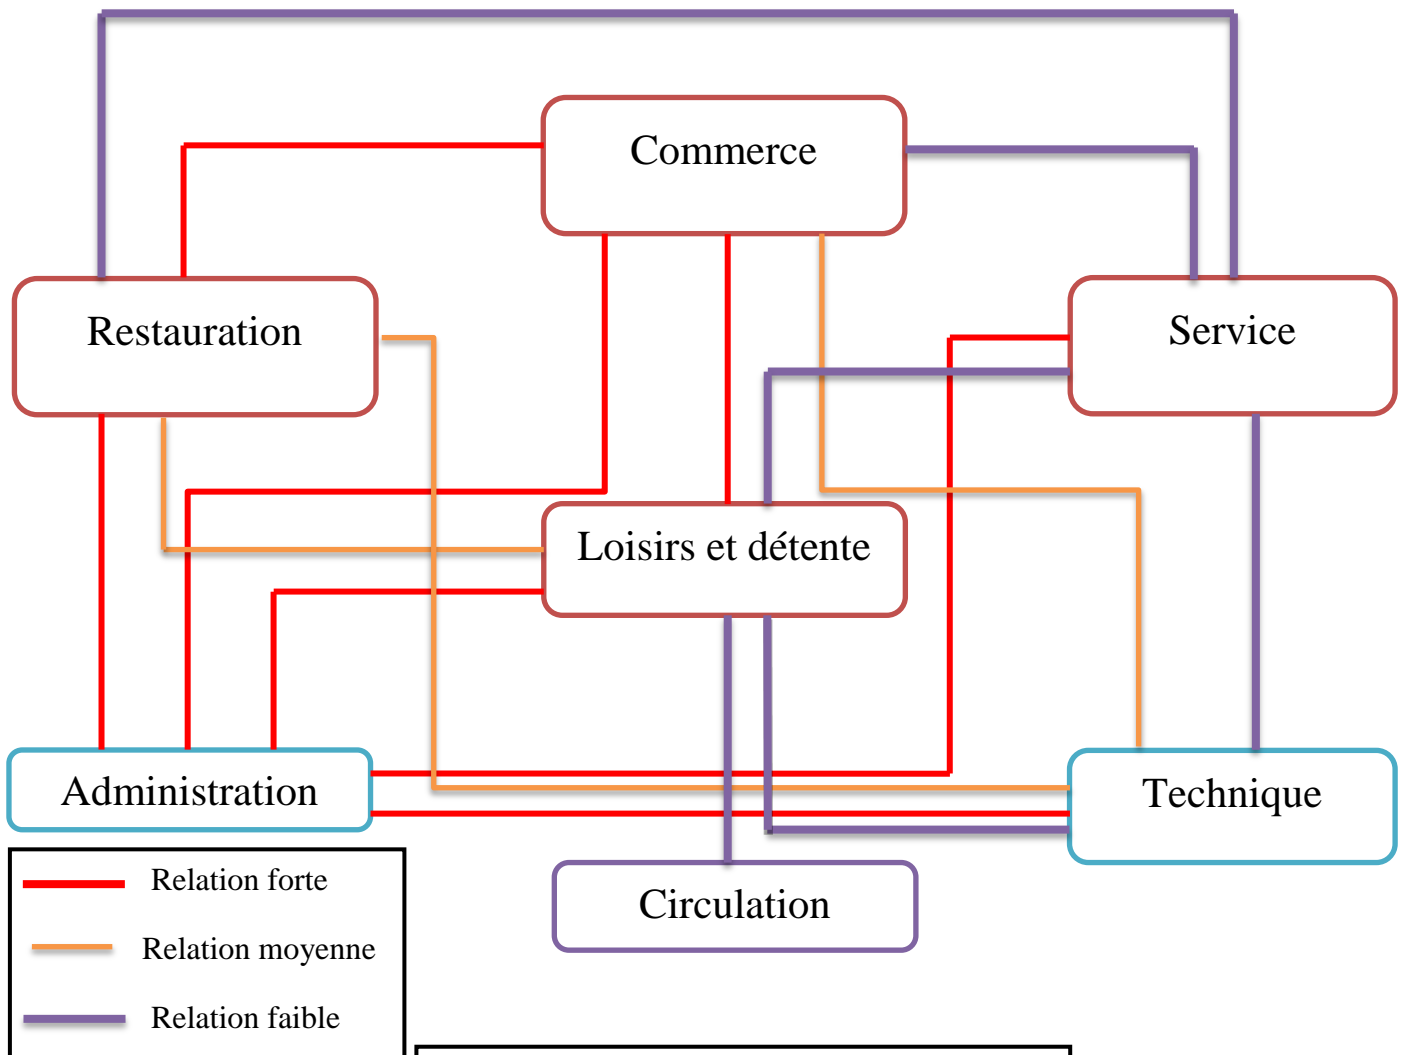 Commerce
Restauration
Service
Loisirs et détente
Administration
Technique
Circulation
Relation forte
Relation moyenne
Relation faible